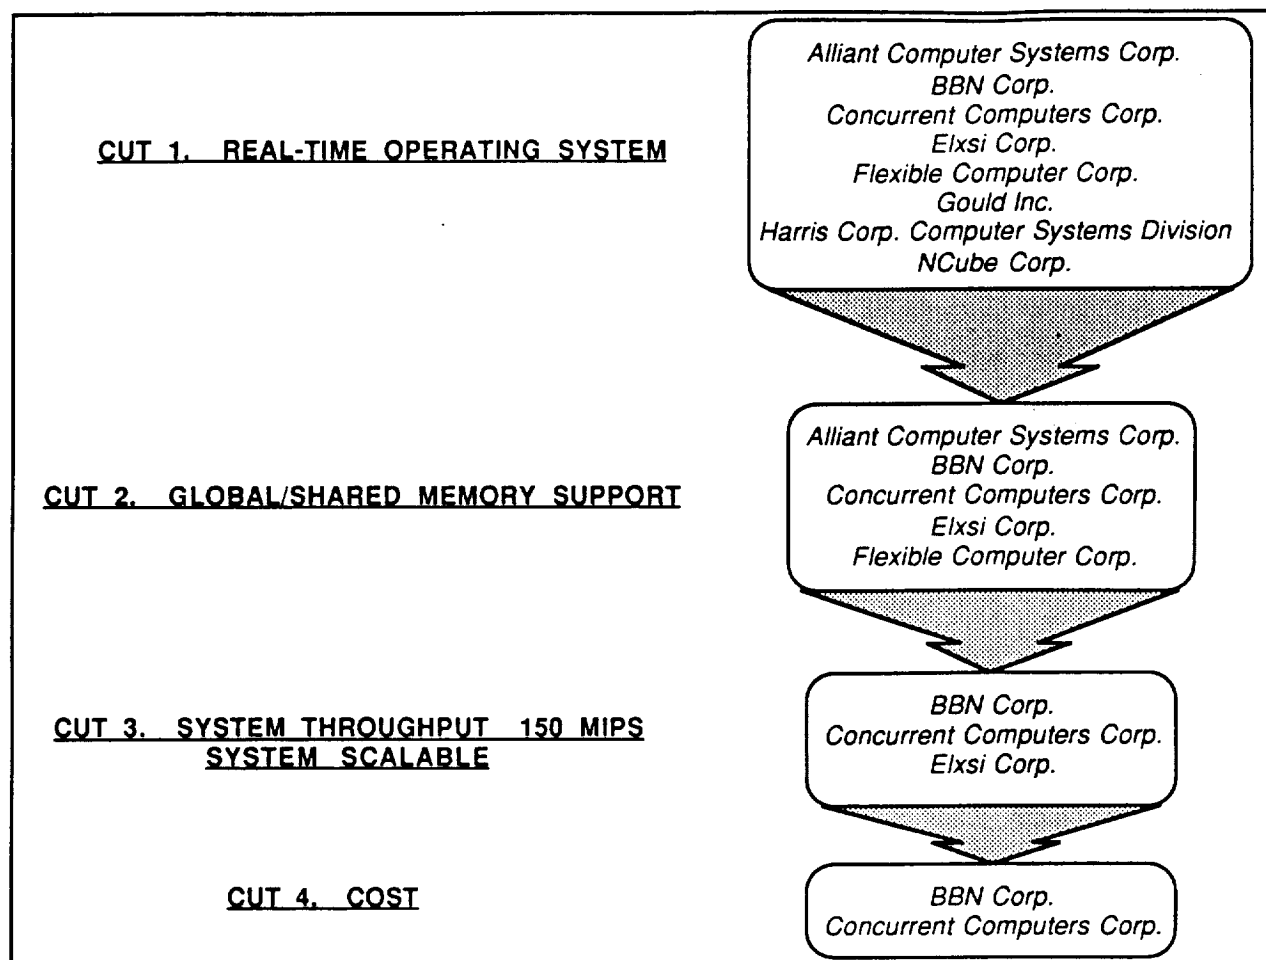 CUT 1. REAL-TIME OPERATING SYSTEM
Alliant Computer Systems Corp.
BBN Corp.
Concurrent Computers Corp.
Elxsi Corp.
Flexible Computer Corp.
Gould Inc.
Harris Corp. Computer Systems Division
NCube Corp.
CUT 2. GLOBAL/SHARED MEMORY SUPPORT
Alliant Computer Systems Corp.
BBN Corp.
Concurrent Computers Corp.
Elxsi Corp.
Flexible Computer Corp.
CUT 3. SYSTEM THROUGHPUT 150 MIPS
SYSTEM SCALABLE
BBN Corp.
Concurrent Computers Corp.
Elxsi Corp.
CUT 4. COST
BBN Corp.
Concurrent Computers Corp.